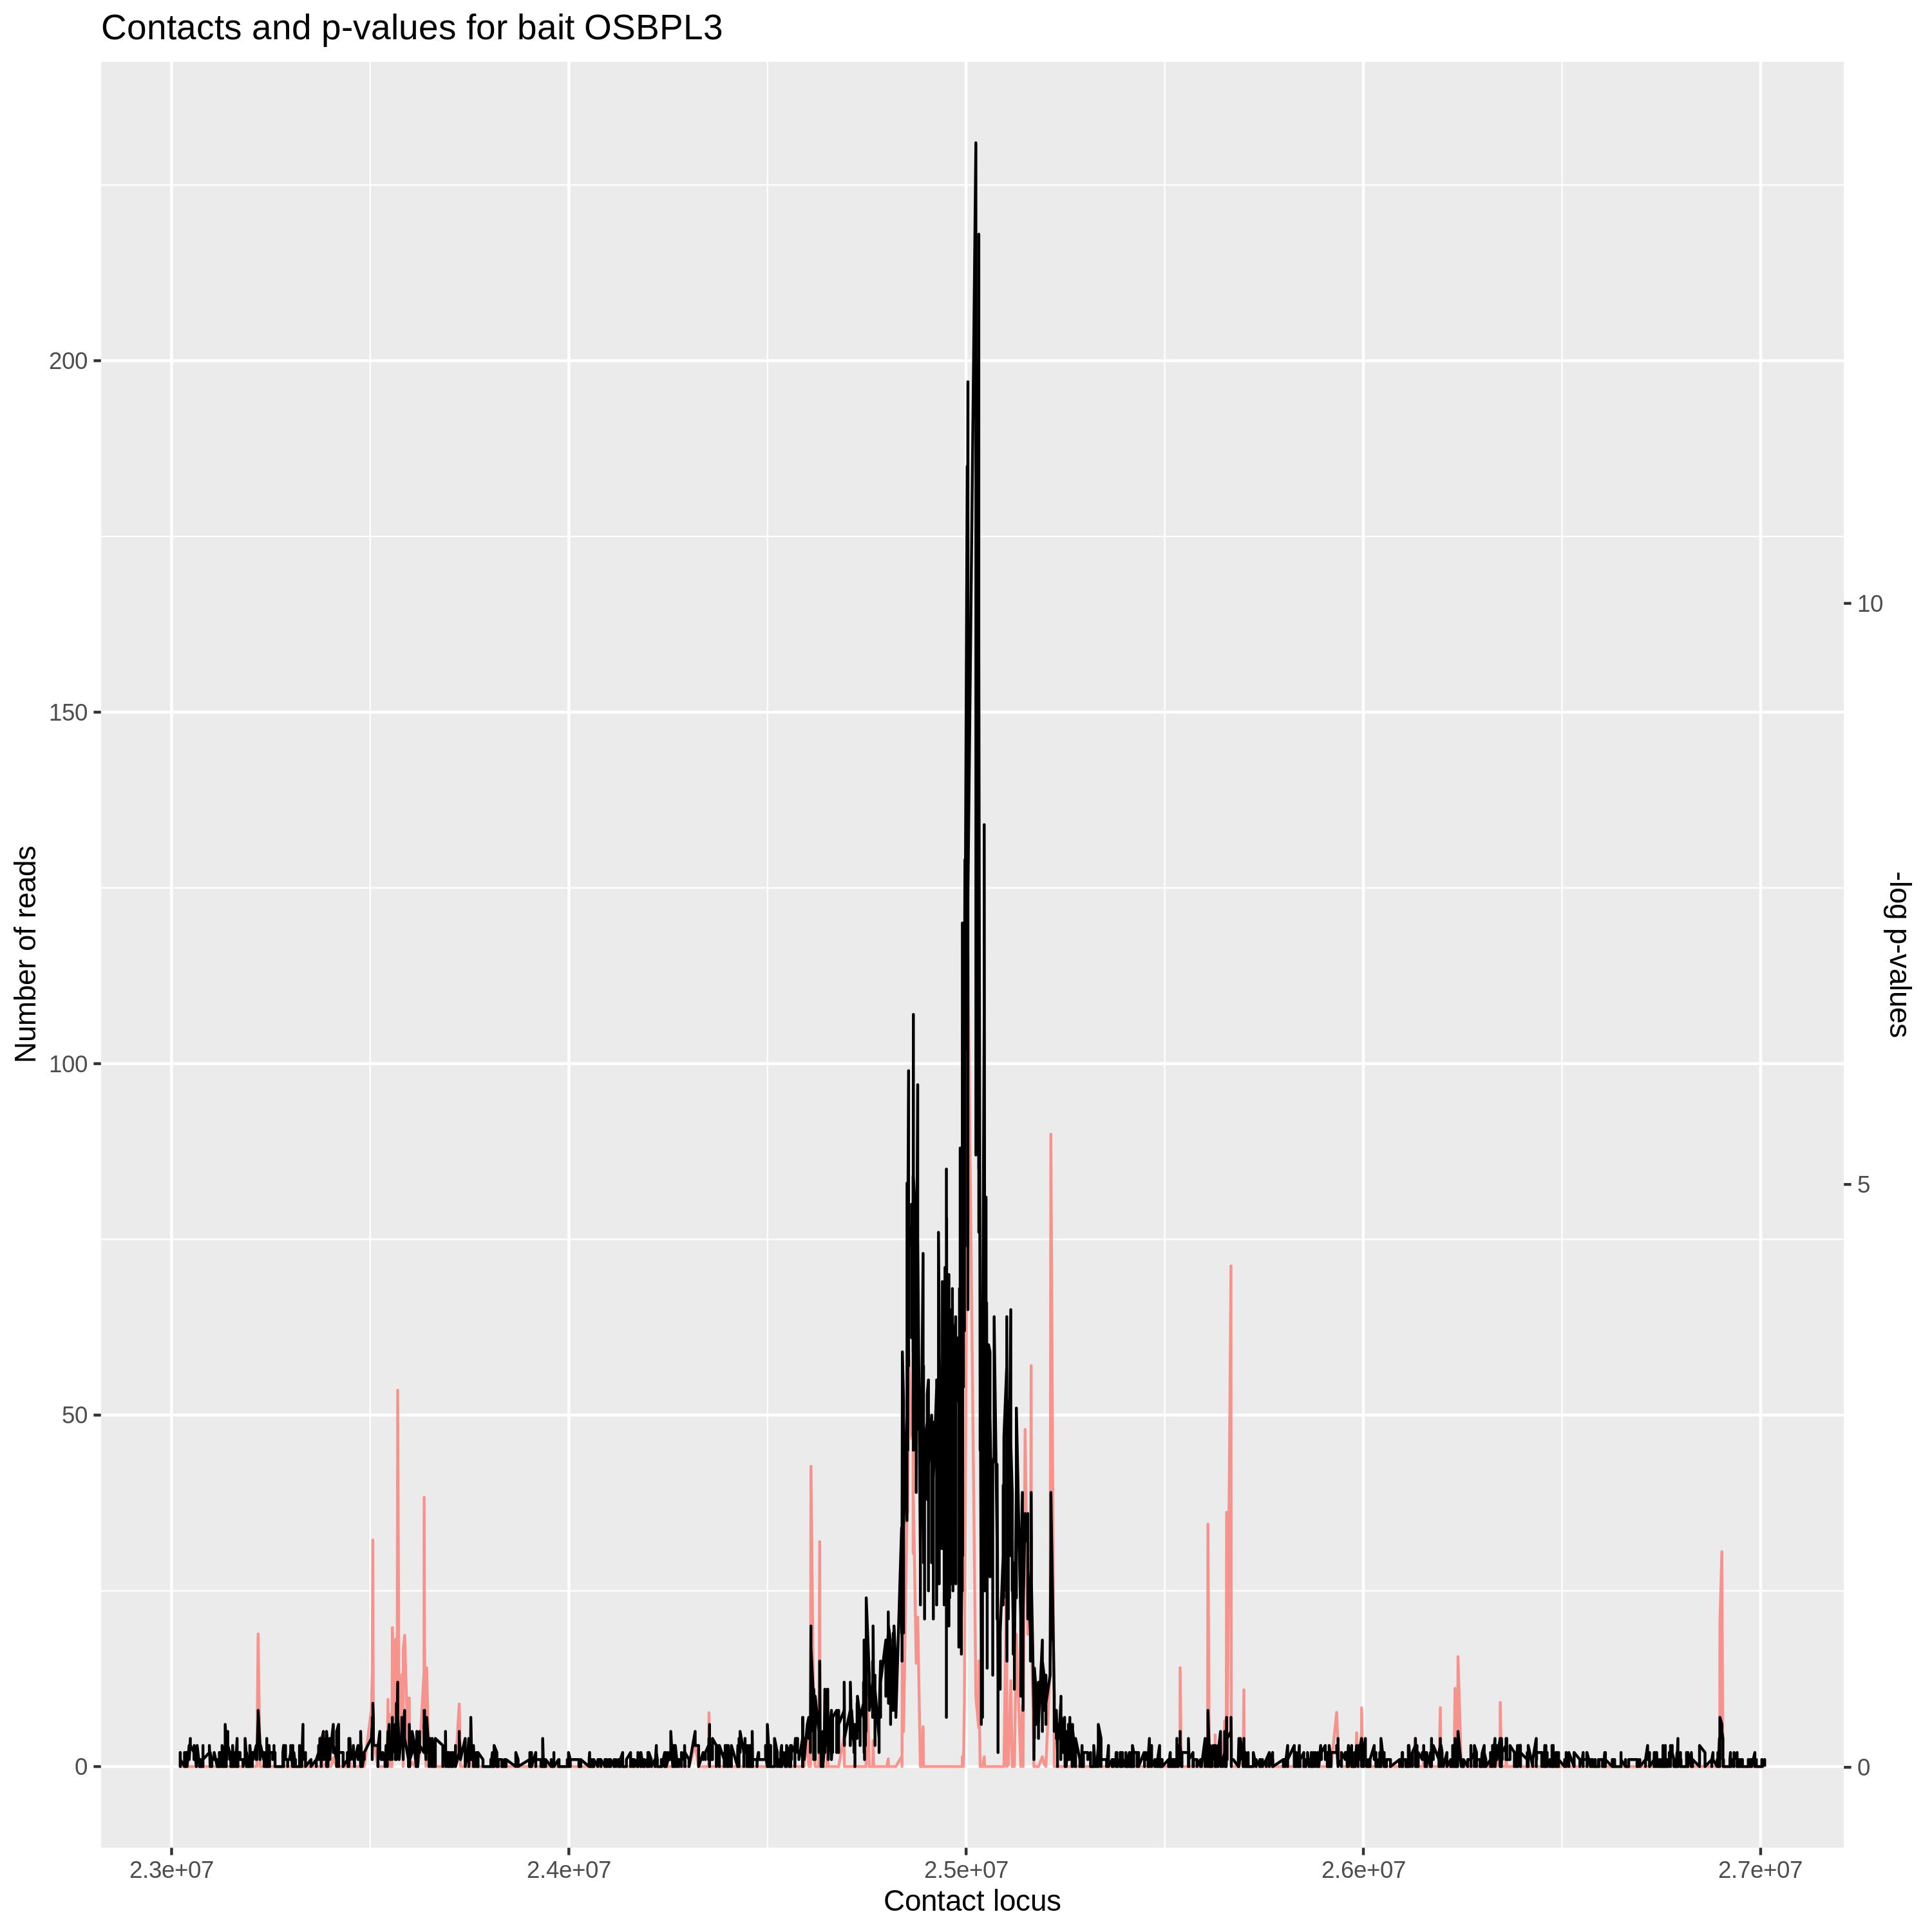 Contacts and p-values for bait OSBPL3
200
150
100
50
0
Number of reads
10
5
0
-log p-values
2.3e+07
2.4e+07
2.5e+07
2.6e+07
2.7e+07
Contact locus